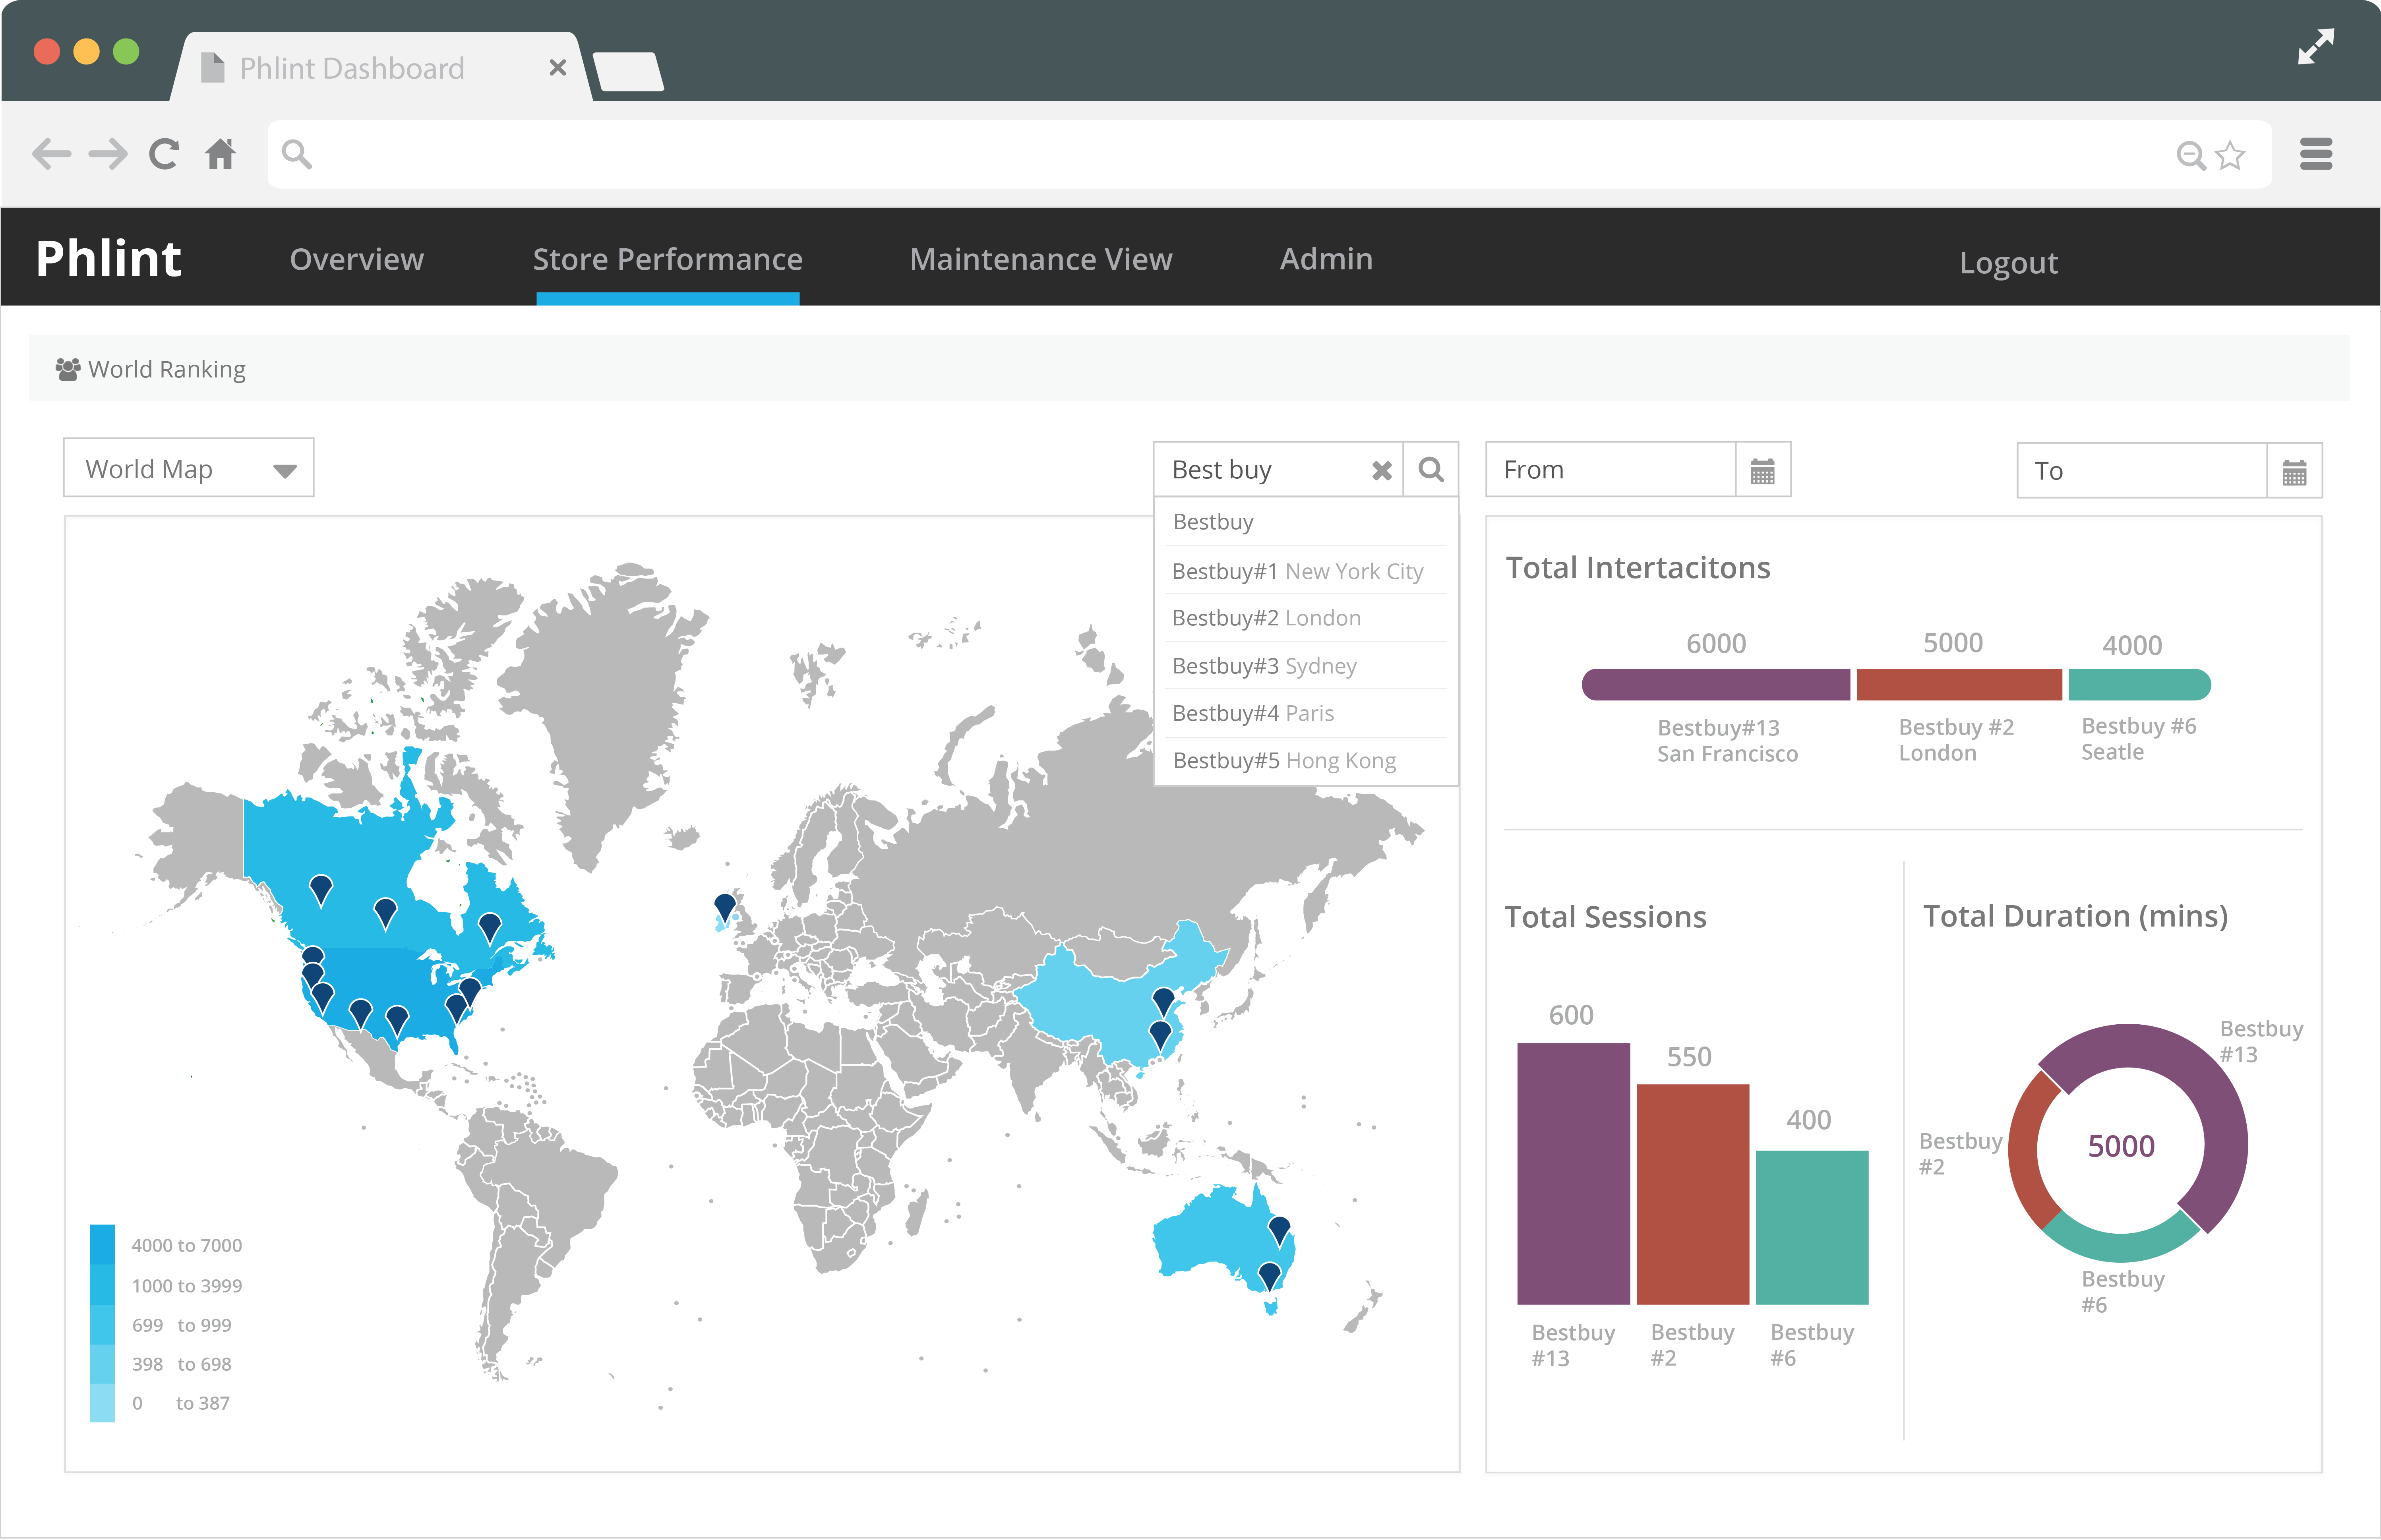 Phlint Dashboard
Phlint
Overview
Store Performance
Maintenance View
Admin
Logout
World Ranking
World Map
Best buy
From
To
Bestbuy
Bestbuy#1 New York City
Bestbuy#2 London
Bestbuy#3 Sydney
Bestbuy#4 Paris
Bestbuy#5 Hong Kong
4000 to 7000
1000 to 3999
699 to 999
398 to 698
0 to 387
Total Intertacitons
6000
5000
4000
Bestbuy#13
San Francisco
Bestbuy #2
London
Bestbuy #6
Seatle
Total Sessions
600
550
400
Bestbuy
#13
Bestbuy
#2
Bestbuy
#6
Total Duration (mins)
Bestbuy
#13
Bestbuy
#2
5000
Bestbuy
#6